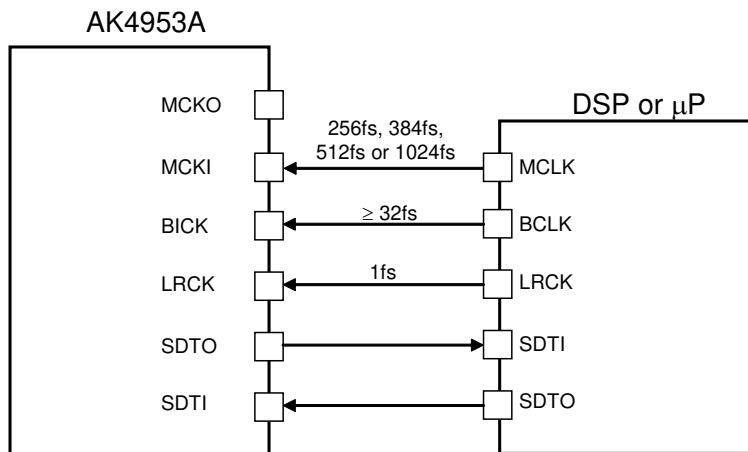 AK4953A
DSP or μP
MCKO
256fs, 384fs,
512fs or 1024fs
MCKI
MCLK
BICK
≥ 32fs
BCLK
LRCK
1fs
LRCK
SDTO
SDTI
SDTI
SDTO